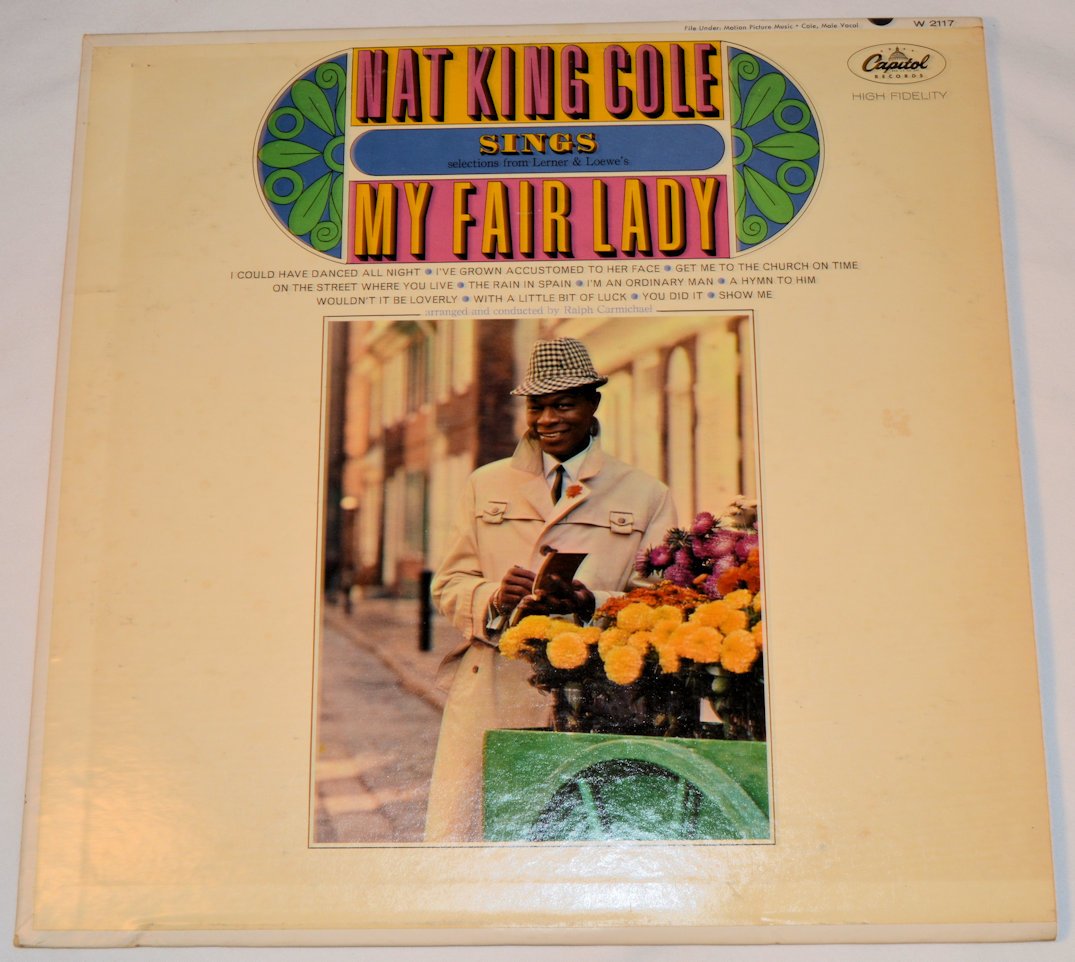 File Under: Motion Picture Music • Cole, Male Vocal
W 2117
Capitol
RECORDS
HIGH FIDELITY
NAT KING COLE
SINGS
selections from Lerner & Loewe's
MY FAIR LADY
I COULD HAVE DANCED ALL NIGHT • I'VE GROWN ACCUSTOMED TO HER FACE • GET ME TO THE CHURCH ON TIME
ON THE STREET WHERE YOU LIVE • THE RAIN IN SPAIN • I'M AN ORDINARY MAN • A HYMN TO HIM
WOULDN'T IT BE LOVERLY • WITH A LITTLE BIT OF LUCK • YOU DID IT • SHOW ME
arranged and conducted by Ralph Carmichael